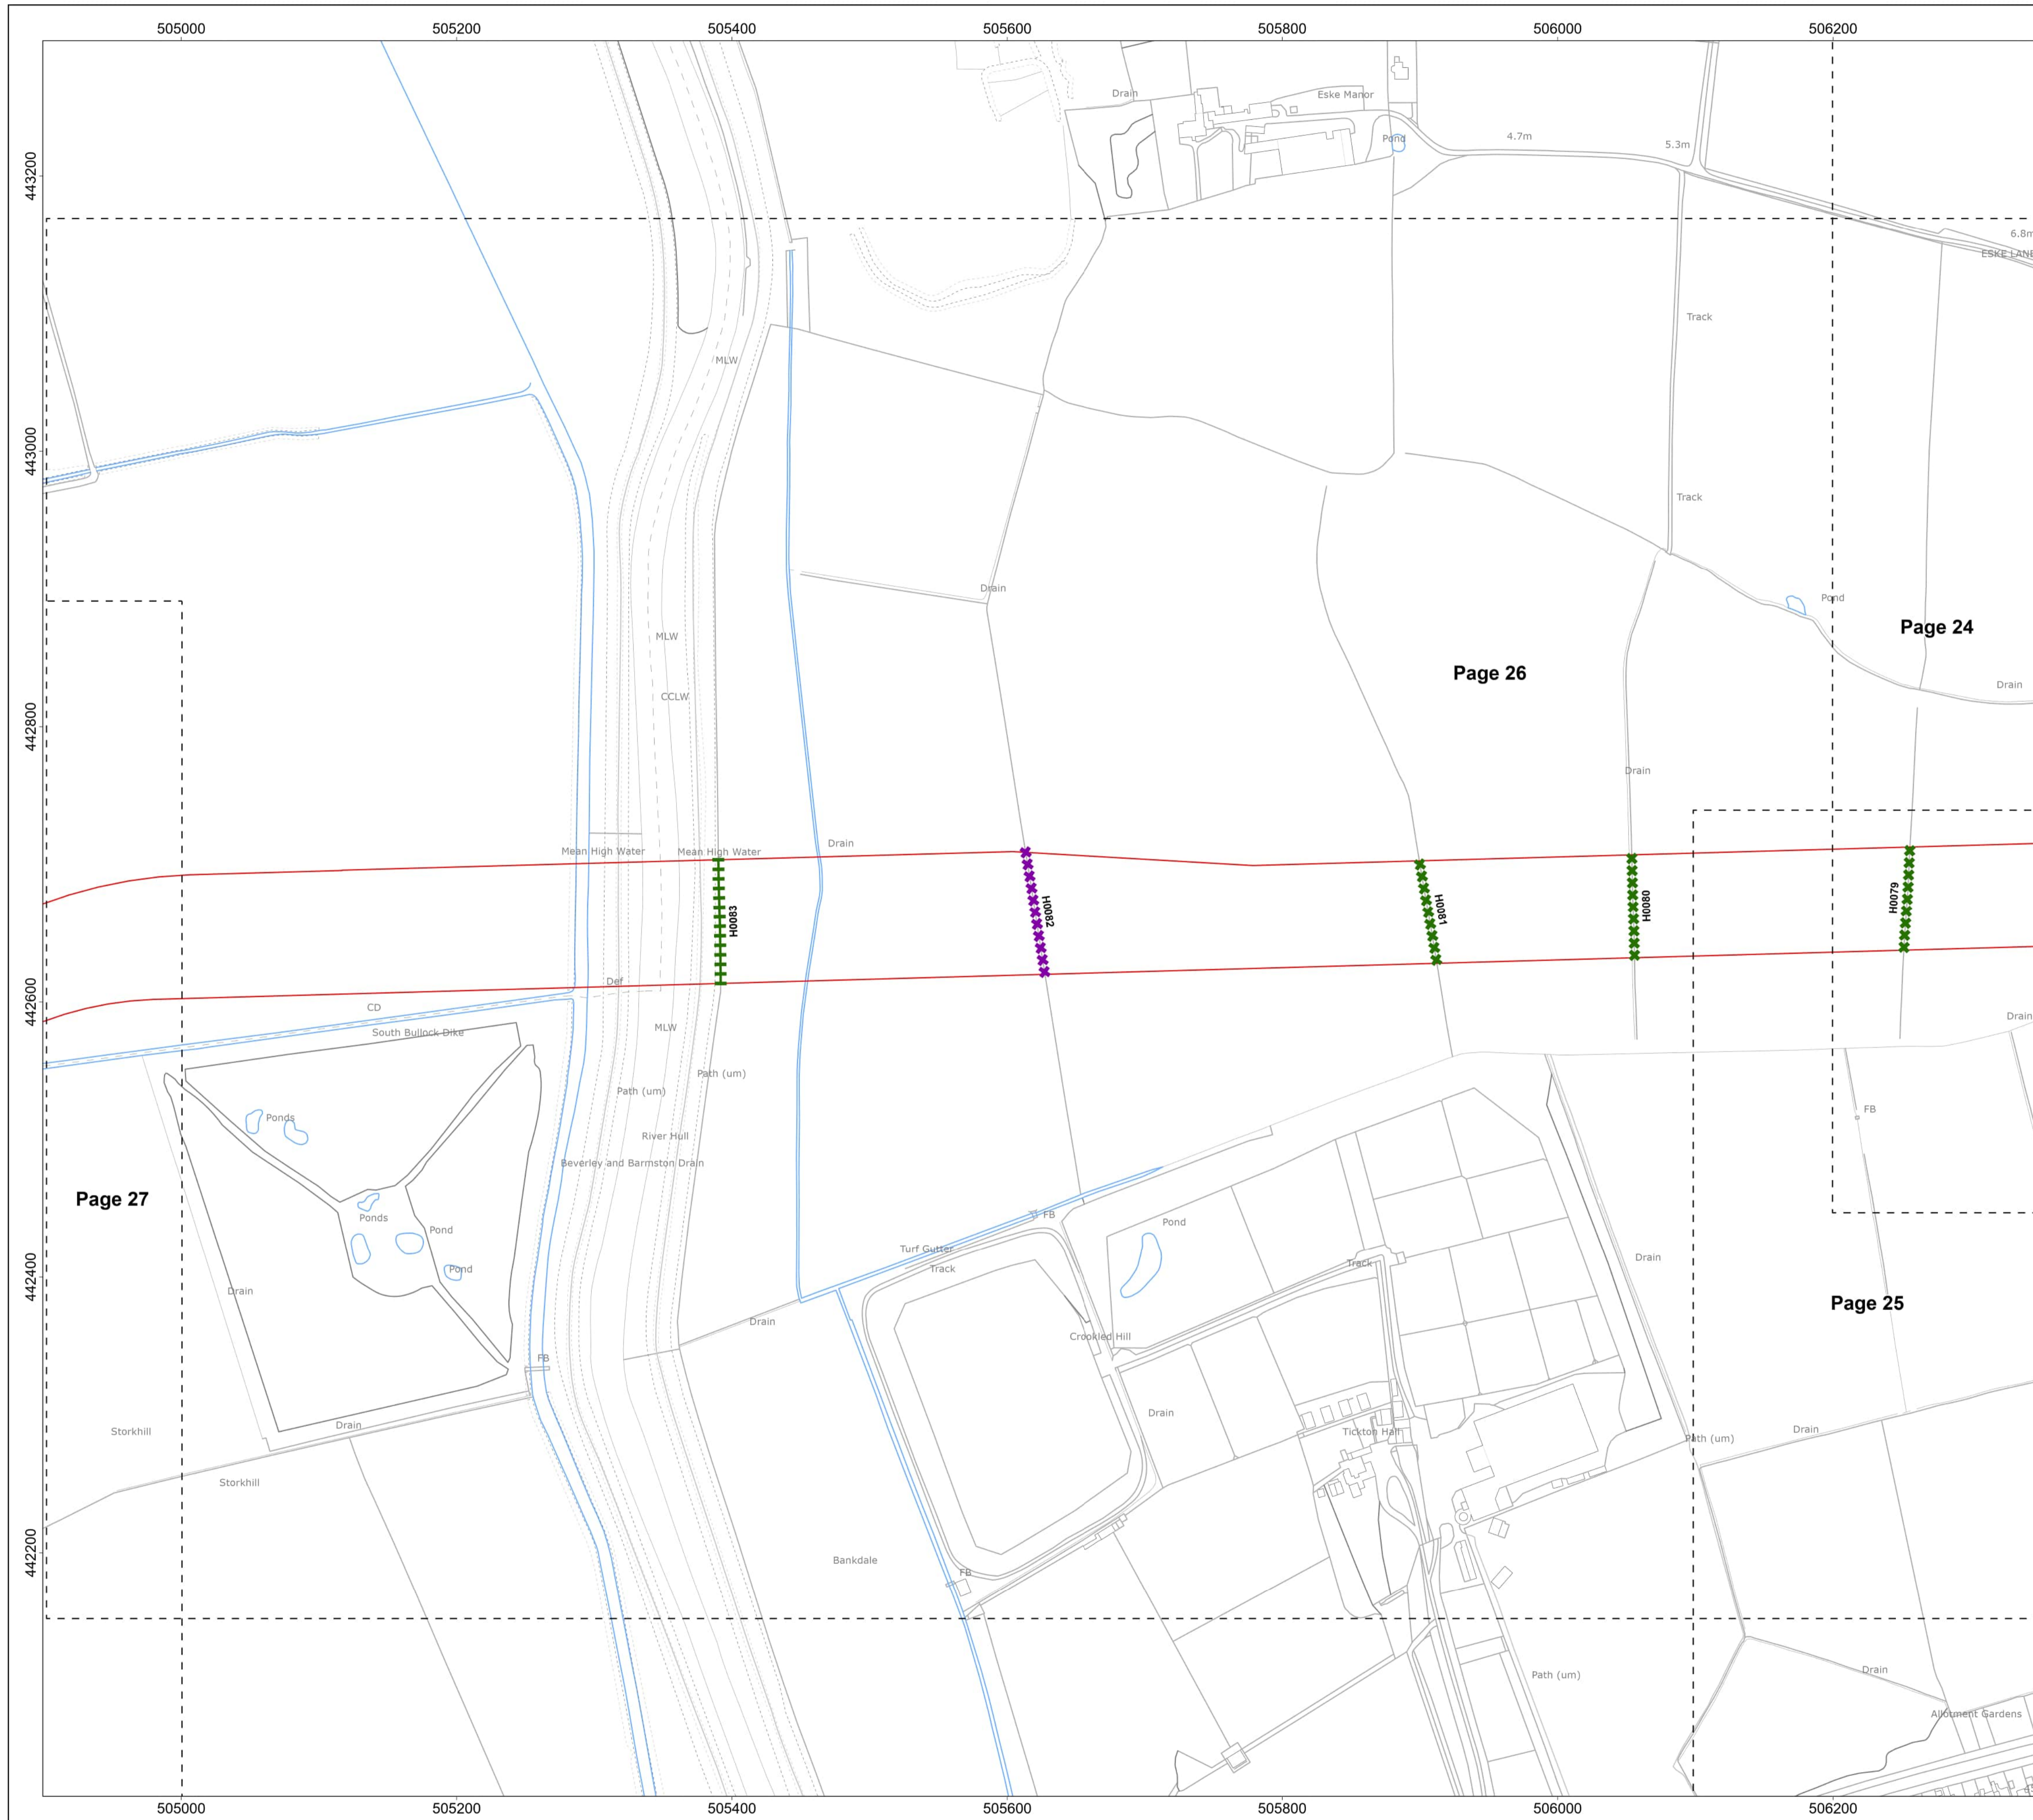 505000 505200 505400 505600 505800 506000 506200
443200
443000
442800
442600
442400
442200
Drain
Eske Manor
Pond
4.7m
5.3m
6.8m
ESKE LANE
Track
MLW
Track
Drain
Pond
Page 24
MLW
Page 26
Drain
CCLW
Drain
Mean High Water
Mean High Water
Drain
H0083
H0082
H0081
H0080
H0079
Def
CD
South Bullock Dike
MLW
Drain
Path (um)
Path (um)
Ponds
FB
River Hull
Beverley and Barmston Drain
Page 27
Ponds
Pond
Pond
FB
Pond
Turf Gutter
Track
Track
Drain
Drain
Page 25
Drain
Crookled Hill
FB
Drain
Storkhill
Drain
Tickton Hall
Path (um)
Drain
Storkhill
Bankdale
FB
Path (um)
Drain
Allotment Gardens
505000 505200 505400 505600 505800 506000 506200